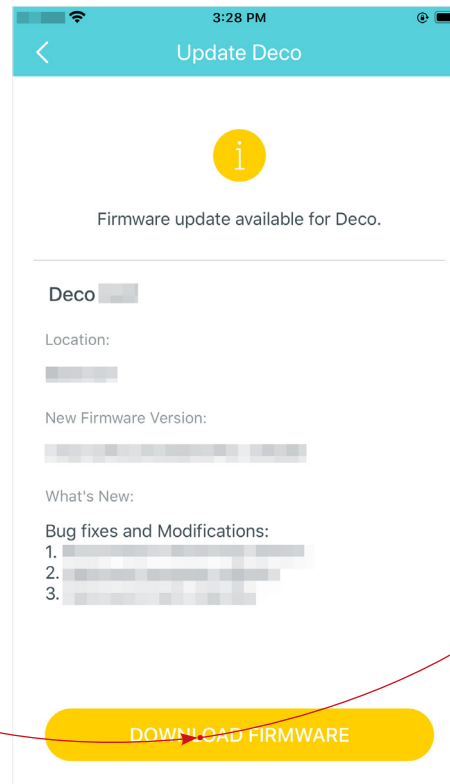 3:28 PM
Update Deco
i
Firmware update available for Deco.
Deco
Location:
New Firmware Version:
What's New:
Bug fixes and Modifications:
1.
2.
3.
DOWNLOAD FIRMWARE